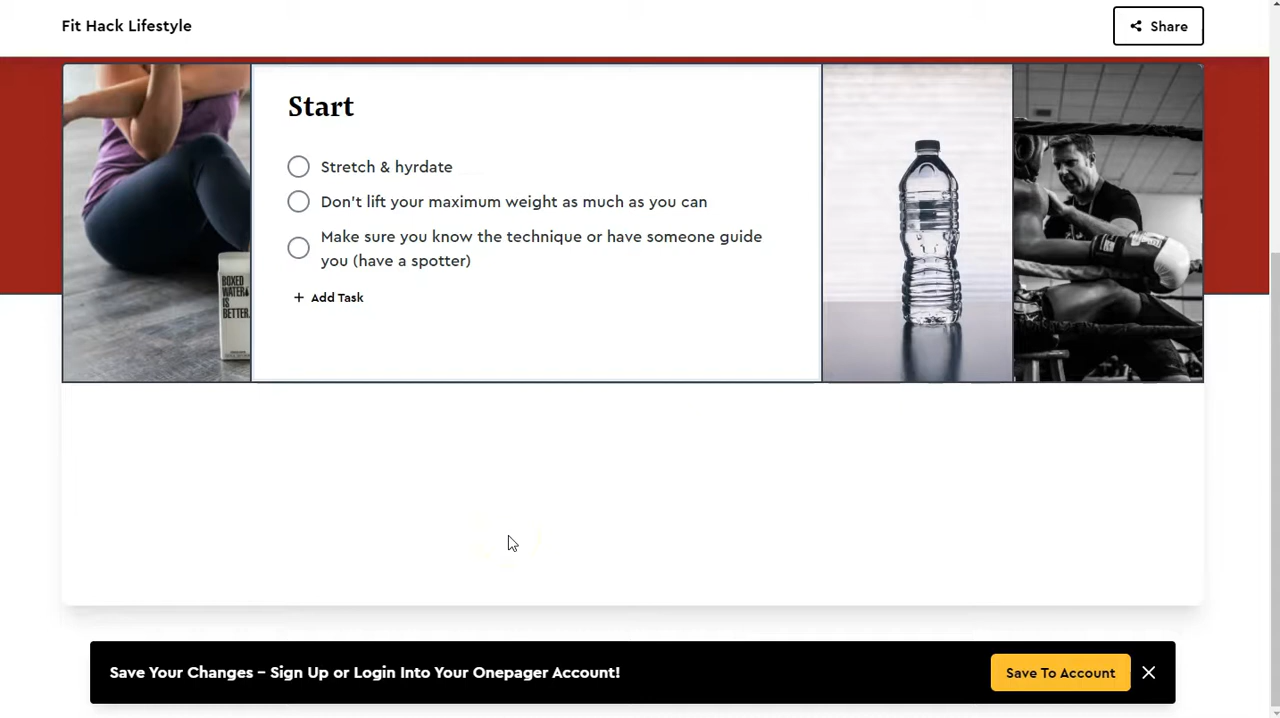 Fit Hack Lifestyle
Share
Start
Stretch & hyrdate
Don't lift your maximum weight as much as you can
Make sure you know the technique or have someone guide
you (have a spotter)
+ Add Task
BOXED
WATER
IS
BETTER.
Save Your Changes – Sign Up or Login Into Your Onepager Account!
Save To Account